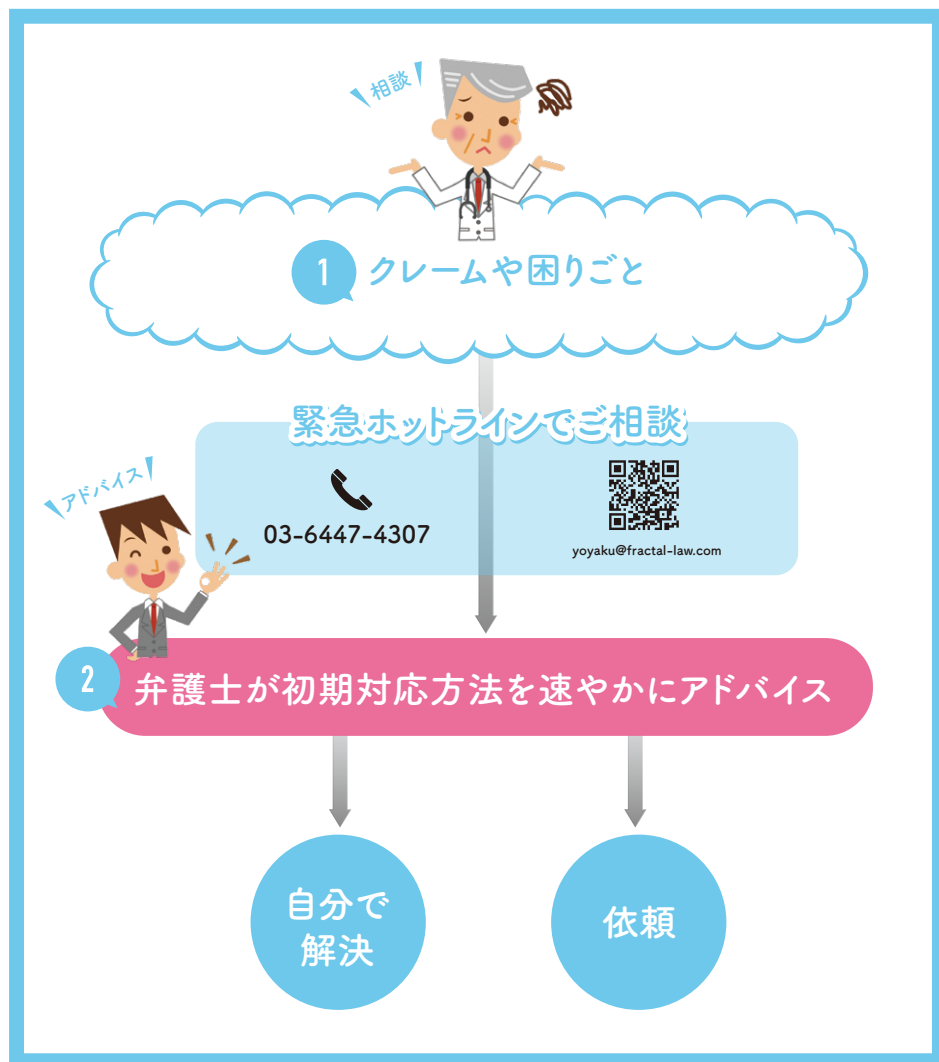 相談
1 クレームや困りごと
緊急ホットラインでご相談
03-6447-4307
yoyaku@fractal-law.com
アドバイス
2 弁護士が初期対応方法を速やかにアドバイス
自分で
解決
依頼